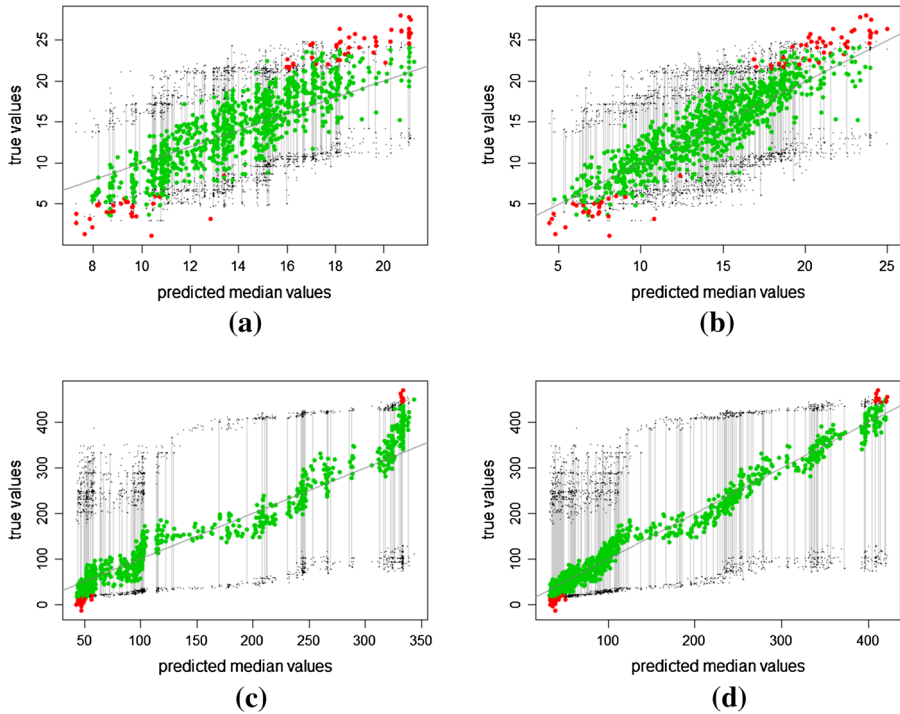 25
20
15
10
5
true values
8 10 12 14 16 18 20
predicted median values
(a)
25
20
15
10
5
true values
5 10 15 20 25
predicted median values
(b)
400
300
200
100
0
true values
50 100 150 200 250 300 350
predicted median values
(c)
400
300
200
100
0
true values
100 200 300 400
predicted median values
(d)